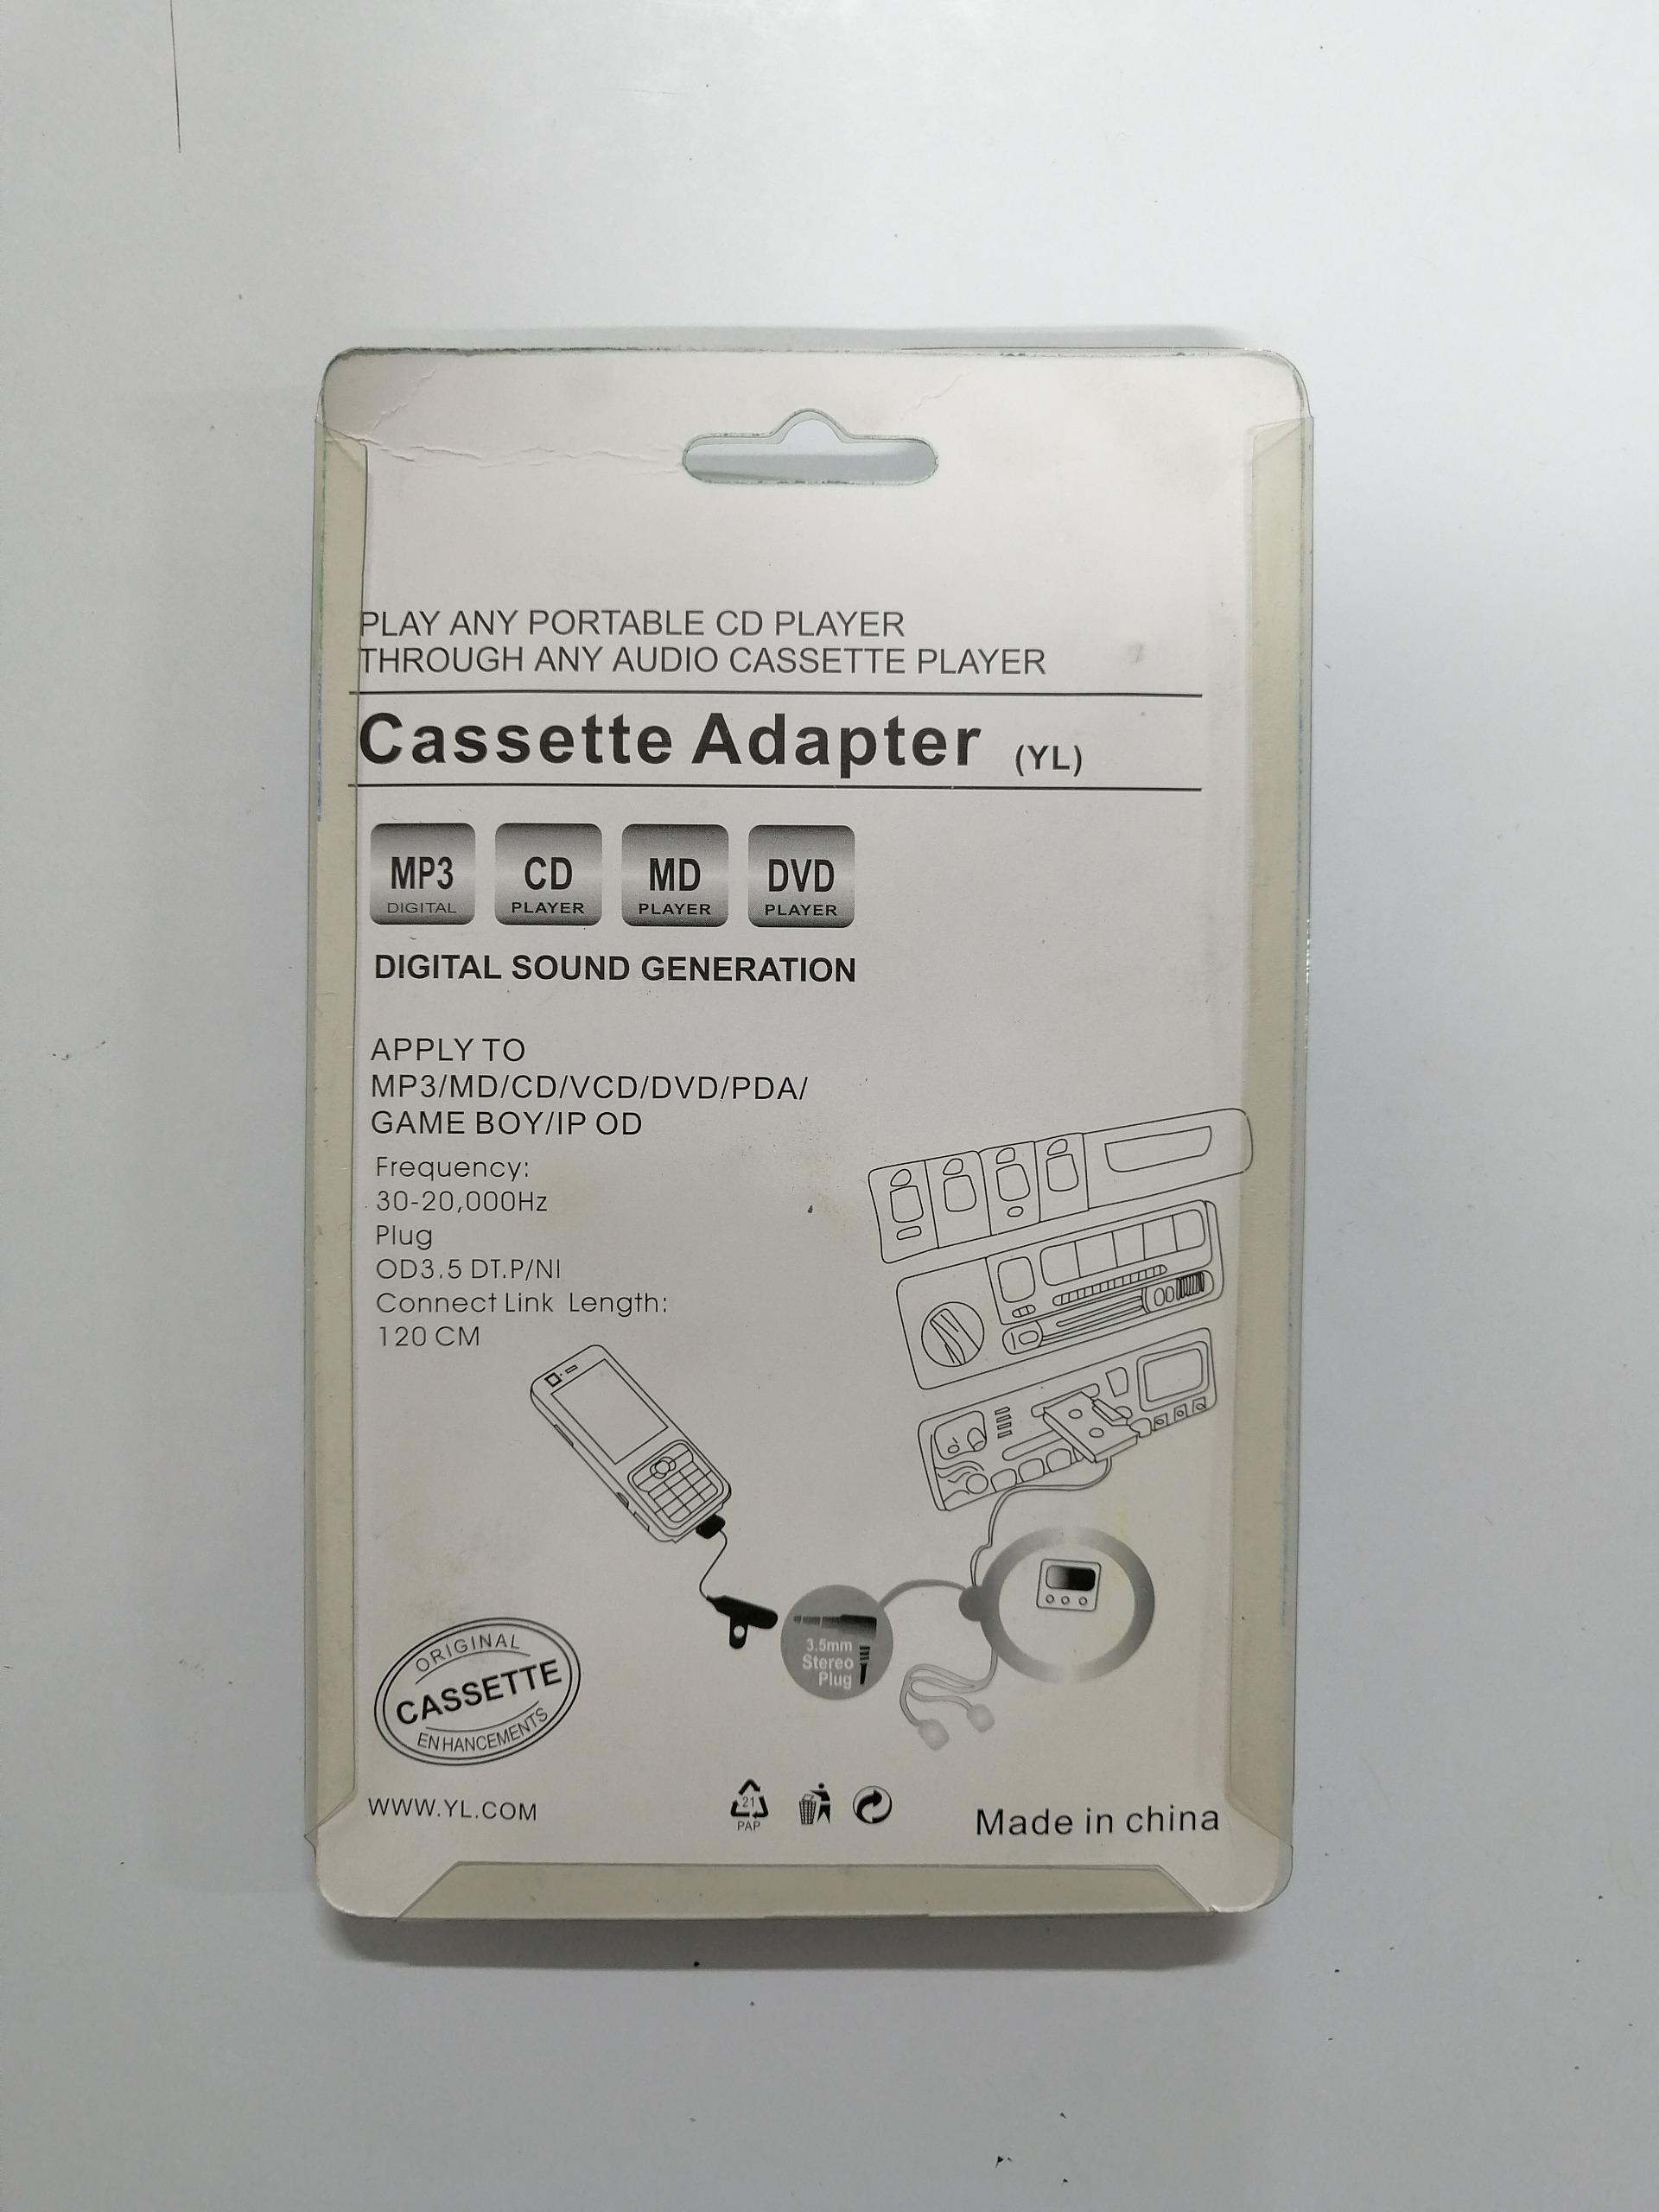 PLAY ANY PORTABLE CD PLAYER
THROUGH ANY AUDIO CASSETTE PLAYER
Cassette Adapter (YL)
MP3 DIGITAL
CD PLAYER
MD PLAYER
DVD PLAYER
DIGITAL SOUND GENERATION
APPLY TO
MP3/MD/CD/VCD/DVD/PDA/
GAME BOY/IP OD
Frequency:
30-20,000Hz
Plug
OD3.5 DT.P/NI
Connect Link Length:
120 CM
3.5mm
Stereo
Plug
ORIGINAL
CASSETTE
ENHANCEMENTS
WWW.YL.COM
21
PAP
Made in china